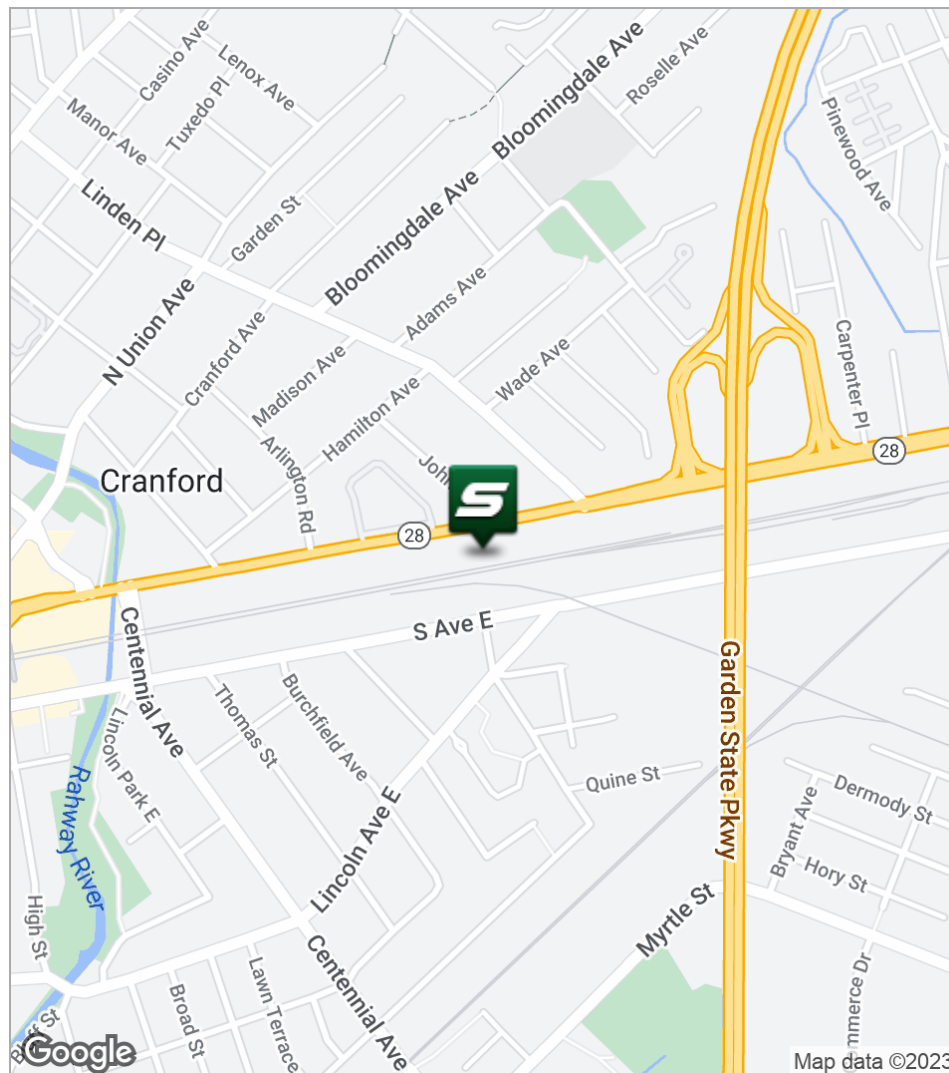 Casino Ave
Lenox Ave
Tuxedo Pl
Manor Ave
Bloomingdale Ave
Roselle Ave
Pinewood Ave
Linden Pl
Garden St
Bloomingdale Ave
N Union Ave
Adams Ave
Cranford Ave
Madison Ave
Wade Ave
Carpenter Pl
Hamilton Ave
Arlington Rd
28
Cranford
John
S
28
S Ave E
Centennial Ave
Thomas St
Burchfield Ave
Garden State Pkwy
Lincoln Park E
Rahway River
Quine St
Dermody St
Bryant Ave
Lincoln Ave E
Hory St
Myrtle St
High St
Centennial Ave
Lawn Terrace
Broad St
mmerce Dr
St
Google
Map data ©2023